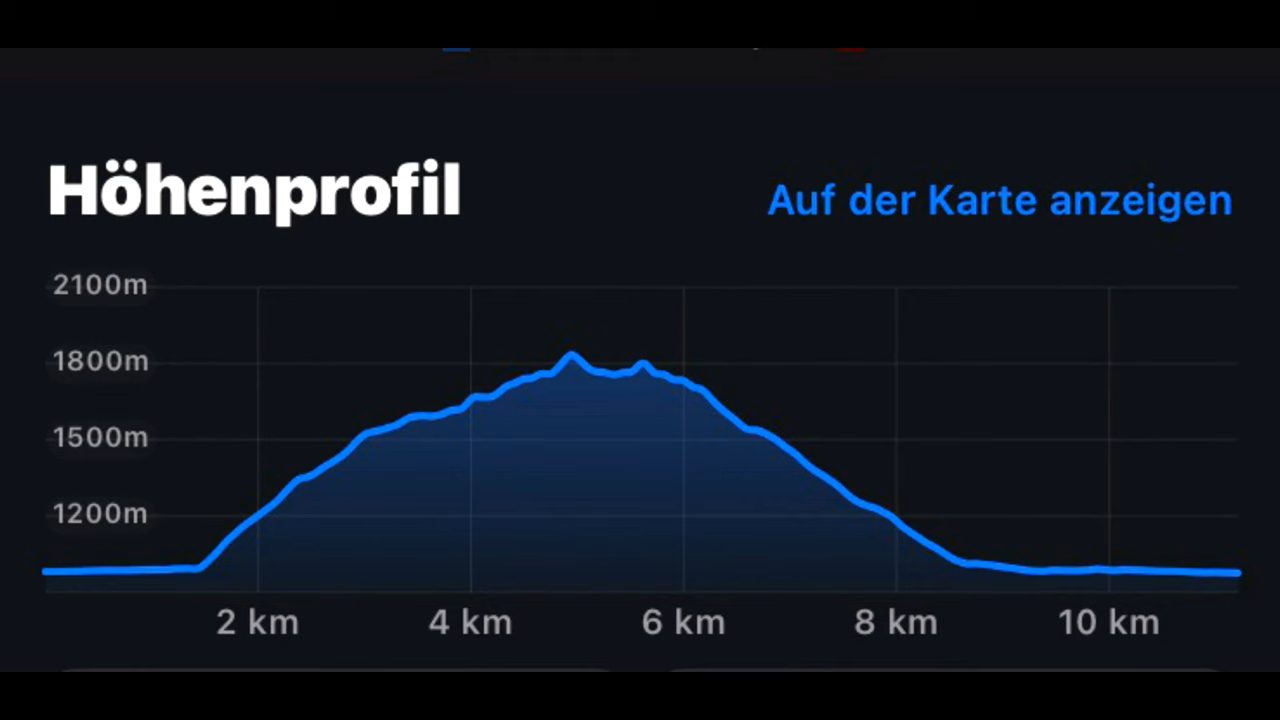 Höhenprofil
Auf der Karte anzeigen
2100m
1800m
1500m
1200m
2 km 4 km 6 km 8 km 10 km